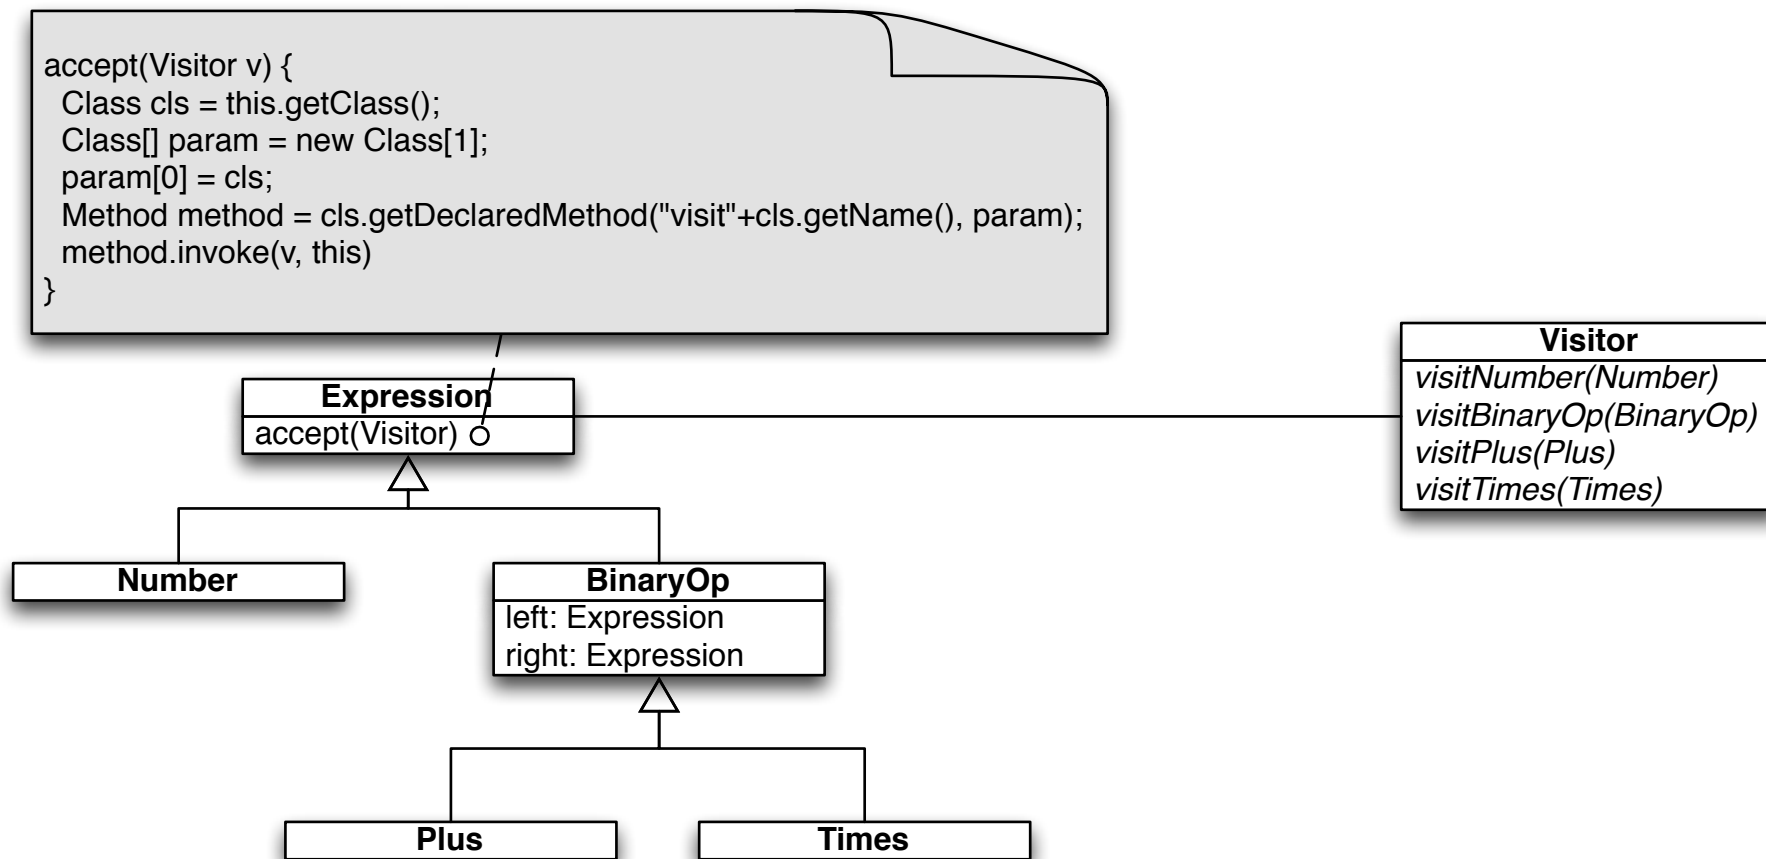 accept(Visitor v) {
Class cls = this.getClass();
Class[] param = new Class[1];
param[0] = cls;
Method method = cls.getDeclaredMethod("visit"+cls.getName(), param);
method.invoke(v, this)
}
Expression
accept(Visitor)
Visitor
visitNumber(Number)
visitBinaryOp(BinaryOp)
visitPlus(Plus)
visitTimes(Times)
Number
BinaryOp
left: Expression
right: Expression
Plus
Times